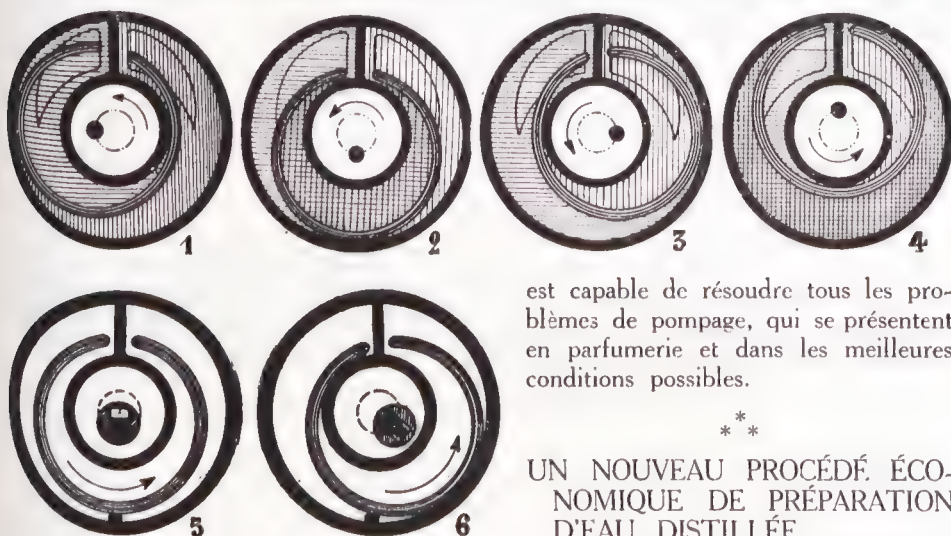 1 2 3 4
est capable de résoudre tous les pro-
blèmes de pompage, qui se présentent
en parfumerie et dans les meilleures
conditions possibles.
* * *
UN NOUVEAU PROCÉDÉ ÉCO-
NOMIQUE DE PRÉPARATION
D'EAU DISTILLÉE
5 6